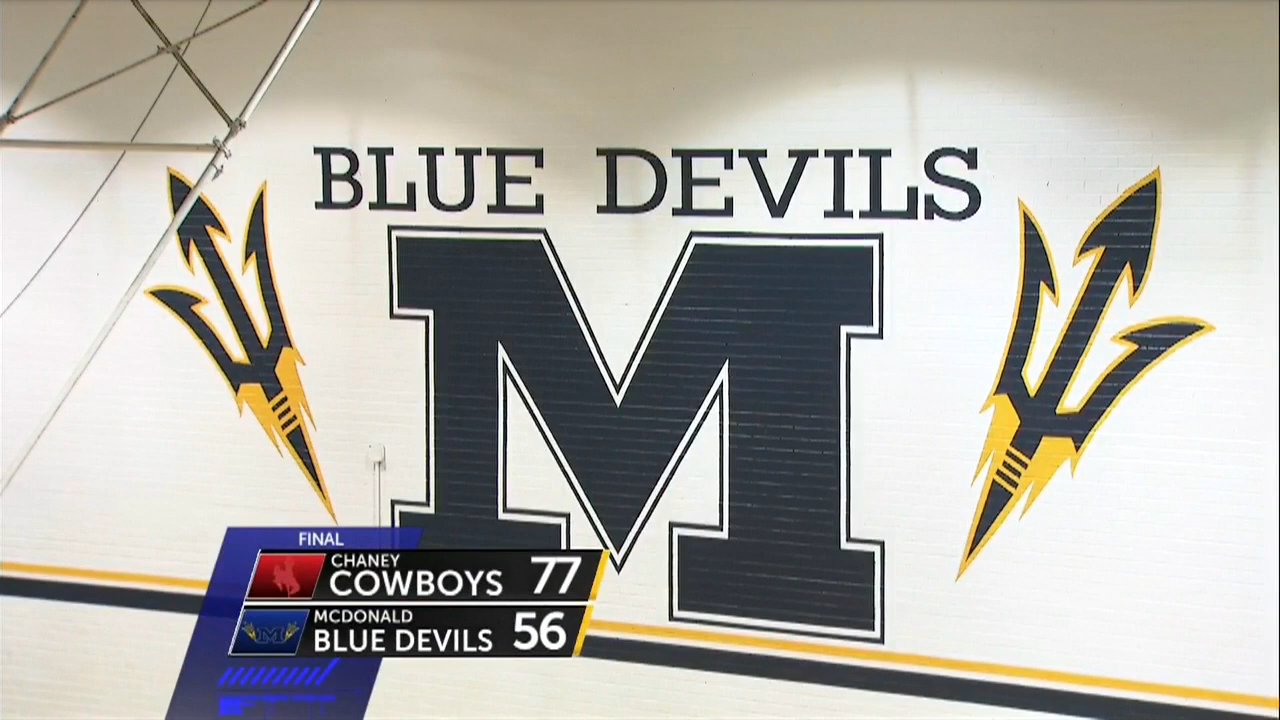 BLUE DEVILS
M
FINAL
CHANEY
COWBOYS 77
MCDONALD
BLUE DEVILS 56